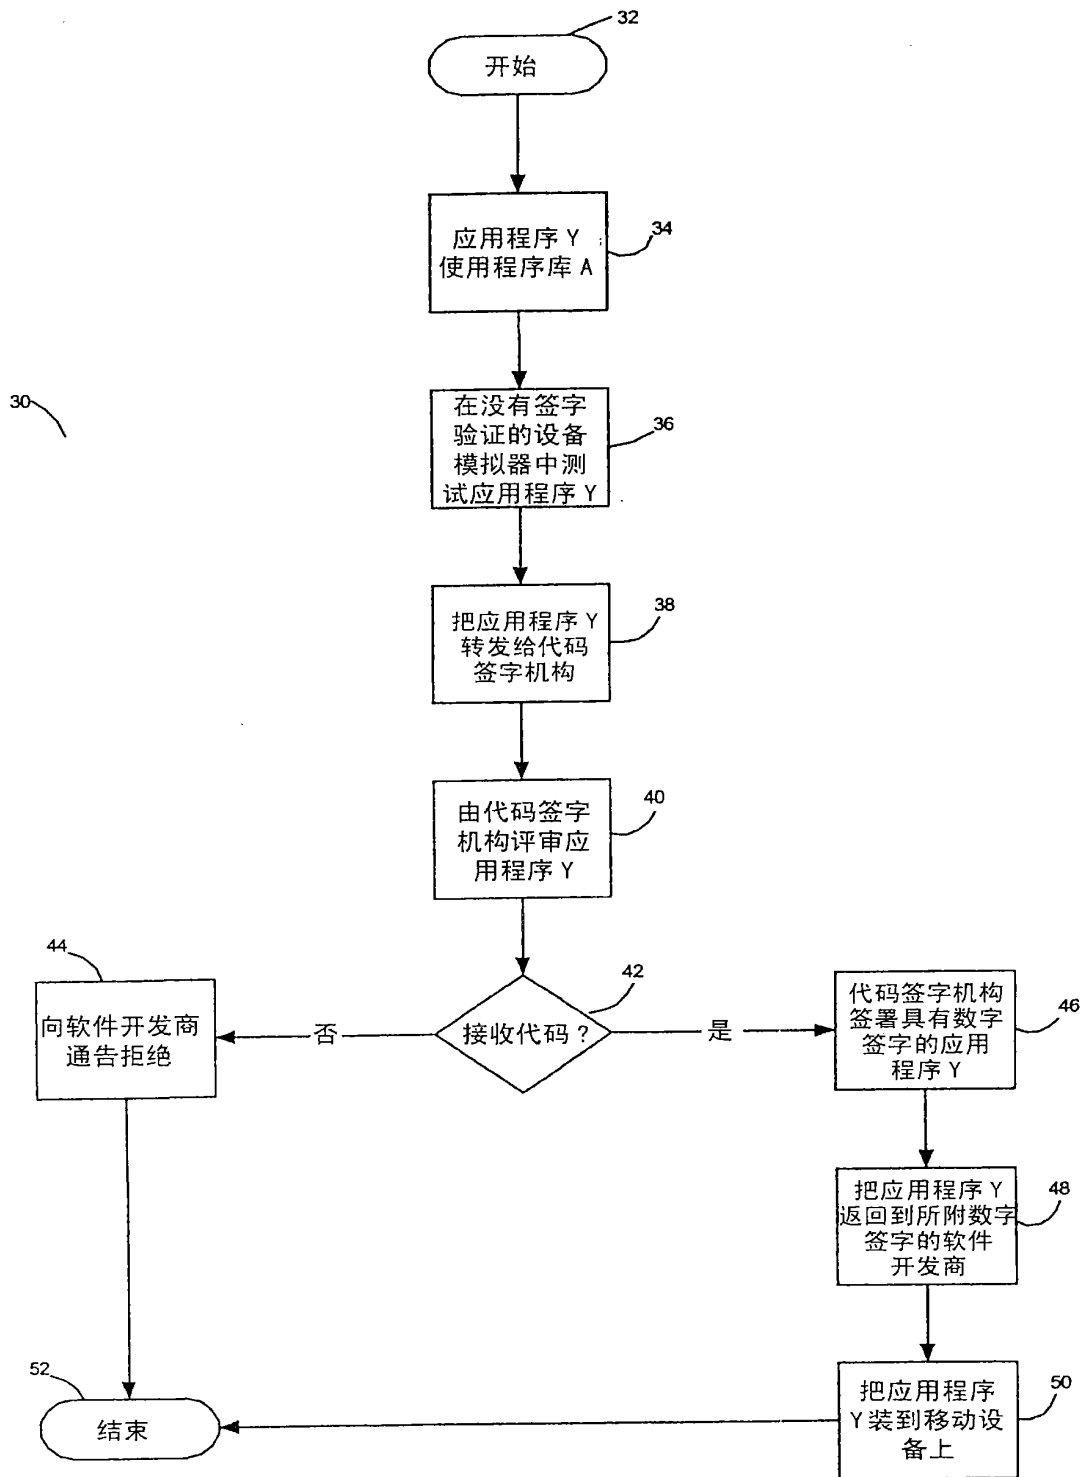 32
开始
34
应用程序 Y
使用程序库 A
30
36
在没有签字
验证的设备
模拟器中测
试应用程序 Y
38
把应用程序 Y
转发给代码
签字机构
40
由代码签字
机构评审应
用程序 Y
42
接收代码？
否
是
44
向软件开发商
通告拒绝
46
代码签字机构
签署具有数字
签字的应用
程序 Y
48
把应用程序 Y
返回到所附数字
签字的软件
开发商
50
把应用程序
Y 装到移动设
备上
52
结束